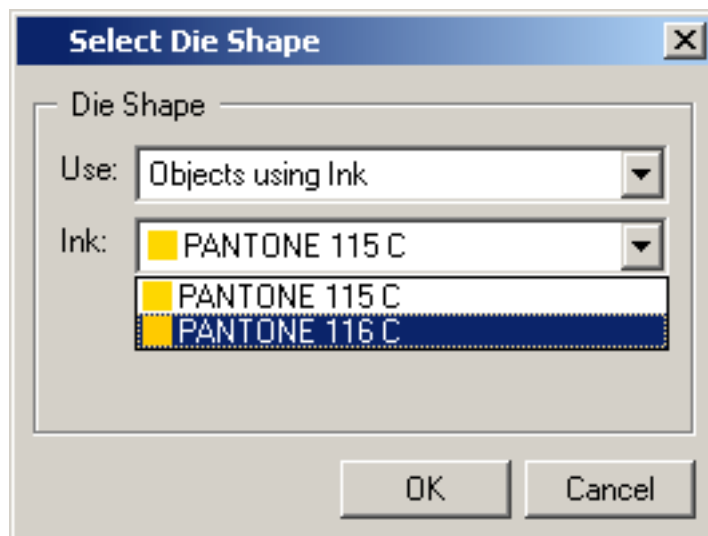 Select Die Shape
Die Shape
Use: Objects using Ink
Ink: PANTONE 115 C
PANTONE 115 C
PANTONE 116 C
OK Cancel